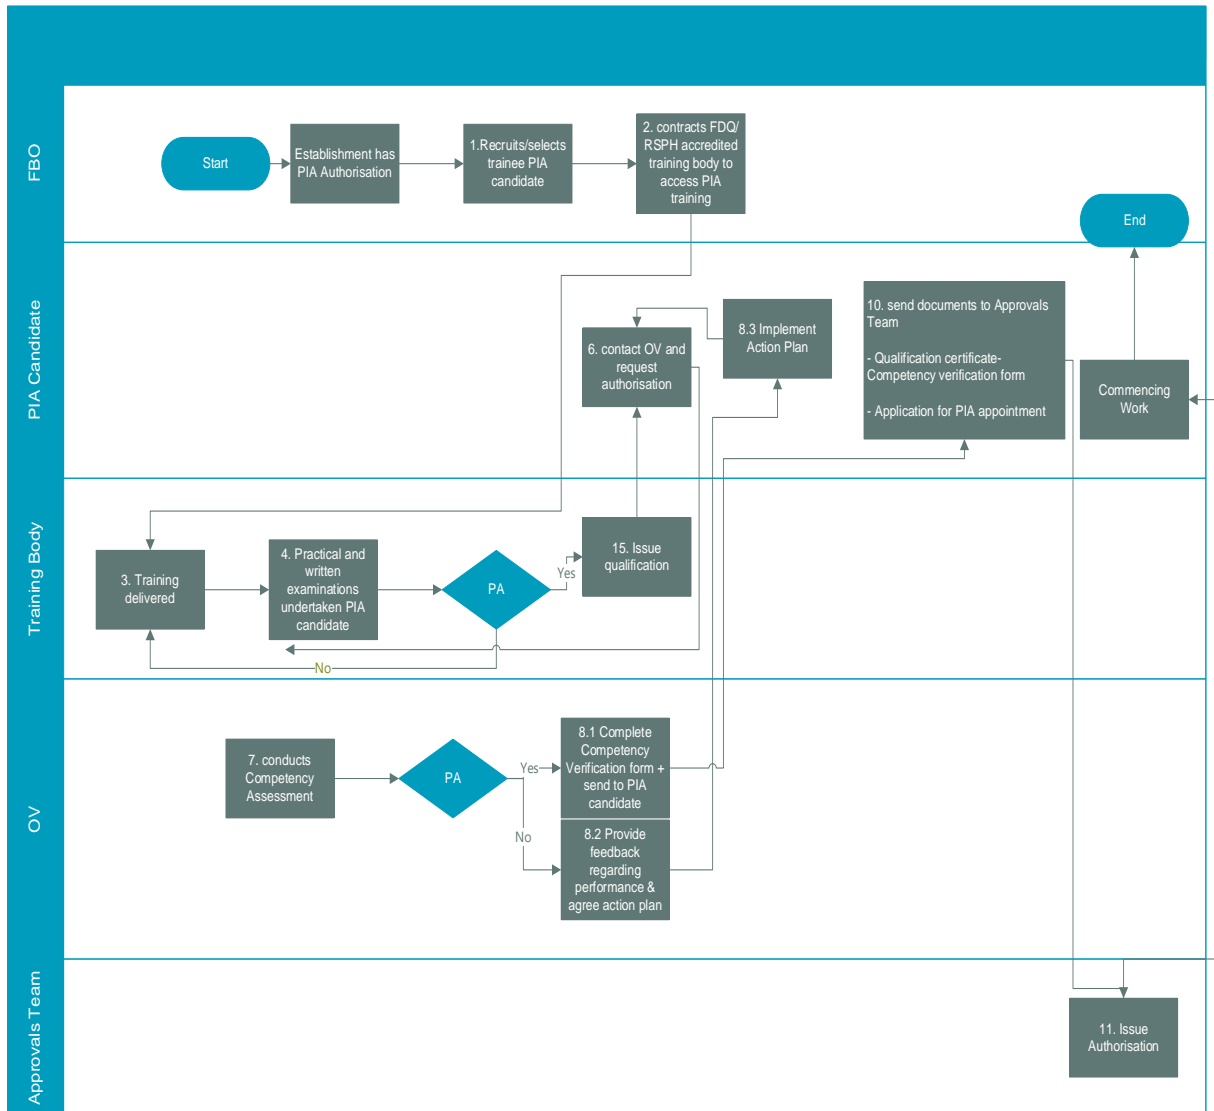 FBO
Start
Establishment has
PIA Authorisation
1.Recruits/selects
trainee PIA
candidate
2. contracts FDQ/
RSPH accredited
training body to
access PIA
training
End
PIA Candidate
6. contact OV and
request
authorisation
8.3 Implement
Action Plan
10. send documents to Approvals
Team
- Qualification certificate-
Competency verification form
- Application for PIA appointment
Commencing
Work
Training Body
3. Training
delivered
4. Practical and
written
examinations
undertaken PIA
candidate
PA
Yes
15. Issue
qualification
No
OV
7. conducts
Competency
Assessment
PA
Yes
8.1 Complete
Competency
Verification form +
send to PIA
candidate
No
8.2 Provide
feedback
regarding
performance &
agree action plan
Approvals Team
11. Issue
Authorisation